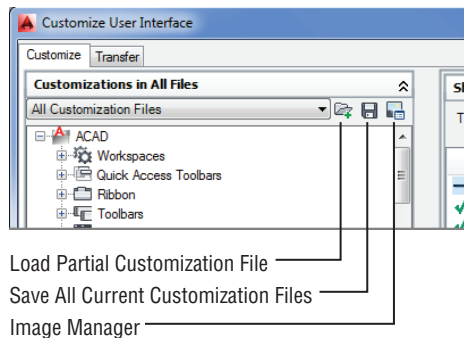 Customize User Interface
Customize Transfer
Customizations in All Files
All Customization Files
ACAD
Workspaces
Quick Access Toolbars
Ribbon
Toolbars
Load Partial Customization File
Save All Current Customization Files
Image Manager